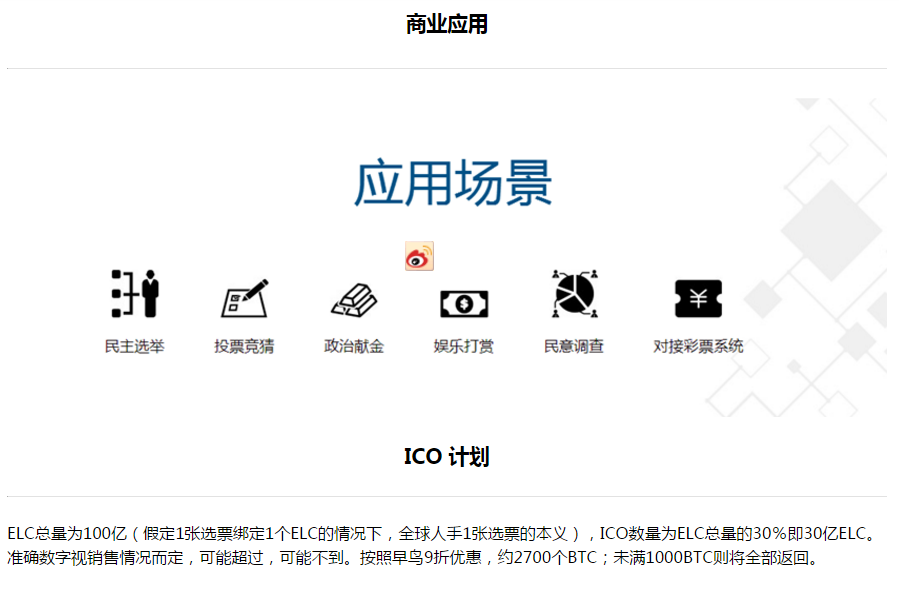 商业应用
应用场景
民主选举 投票竞猜 政治献金 娱乐打赏 民意调查 对接彩票系统
ICO 计划
ELC总量为100亿（假定1张选票绑定1个ELC的情况下，全球人手1张选票的本义），ICO数量为ELC总量的30%即30亿ELC。
准确数字视销售情况而定，可能超过，可能不到。按照早鸟9折优惠，约2700个BTC；未满1000BTC则将全部返回。